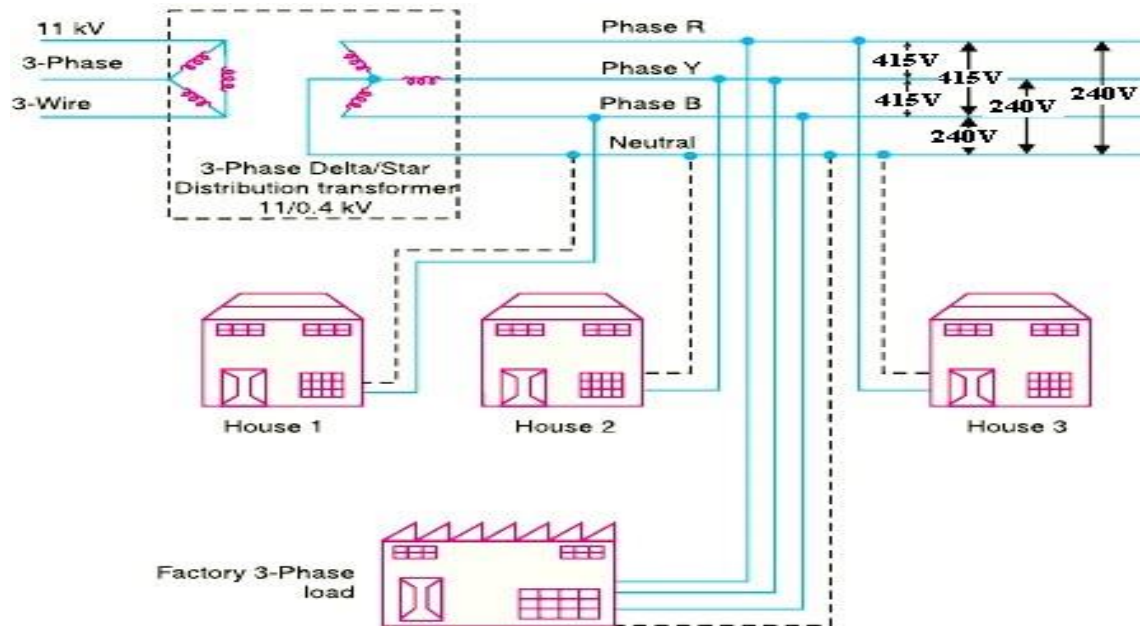 11 kV
3-Phase
3-Wire
3-Phase Delta/Star
Distribution transformer
11/0.4 kV
Phase R
Phase Y
Phase B
Neutral
415V
415V
415V
240V
240V
240V
House 1
House 2
House 3
Factory 3-Phase
load